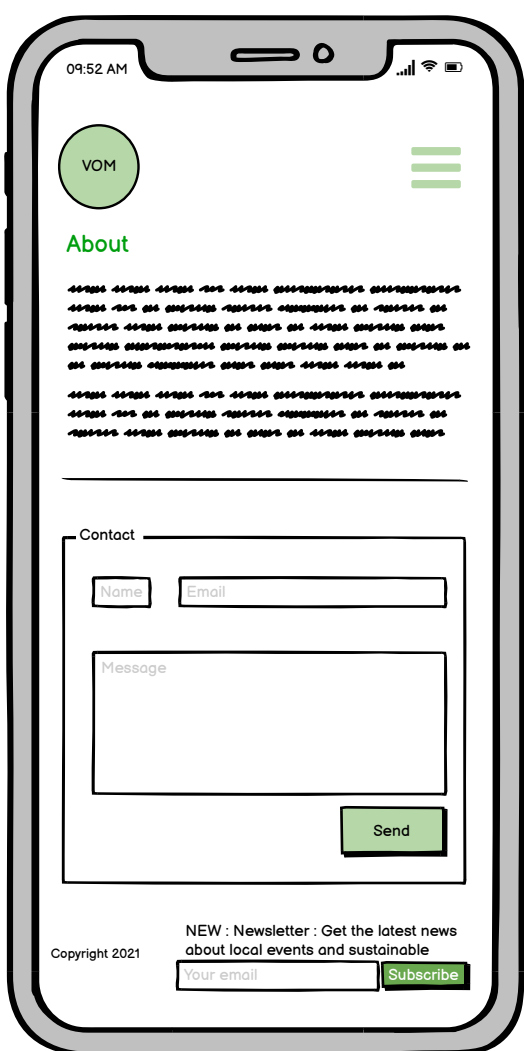 09:52 AM
VOM
About
Contact
Name
Email
Message
Send
NEW : Newsletter : Get the latest news
about local events and sustainable
Copyright 2021
Your email
Subscribe